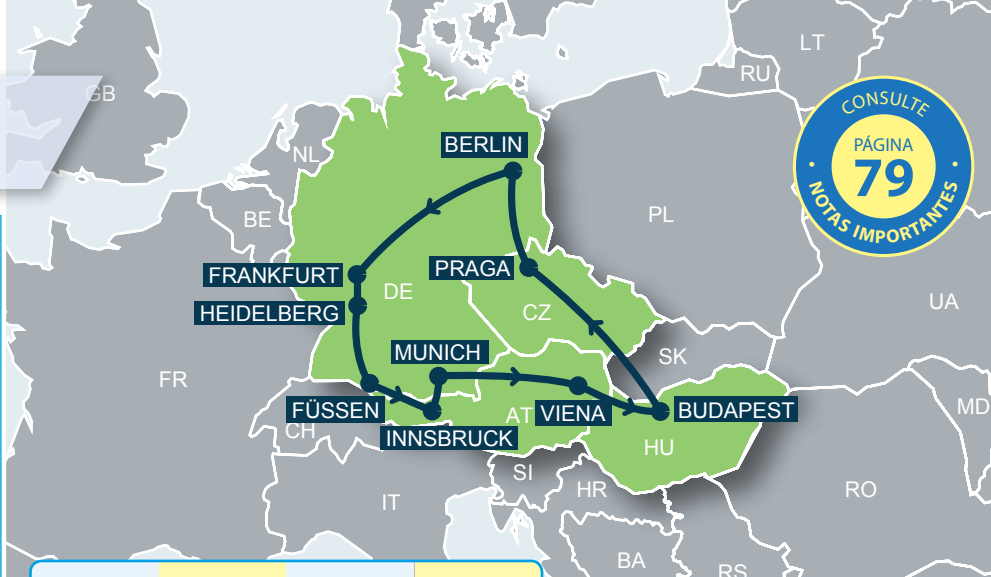 GB
LT
RU
CONSULTE
PÁGINA
79
NOTAS IMPORTANTES
BERLIN
NL
PL
BE
FRANKFURT
PRAGA
DE
HEIDELBERG
CZ
UA
MUNICH
SK
FR
FÜSSEN
AT
VIENA
BUDAPEST
MD
CH
INNSBRUCK
HU
SI
HR
RO
IT
BA
RS